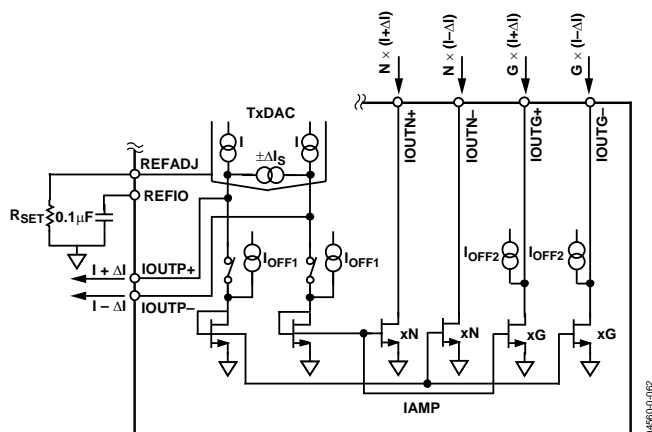 N × (I+ΔI)
N × (I−ΔI)
G × (I+ΔI)
G × (I−ΔI)
TxDAC
I
I
±ΔIS
REFADJ
REFIO
RSET
0.1μF
IOUTN+
IOUTN−
IOUTG+
IOUTG−
IOFF1
IOFF1
IOFF2
IOFF2
I + ΔI
IOUTP+
I − ΔI
IOUTP−
xN
xN
xG
xG
IAMP
04560-0-062